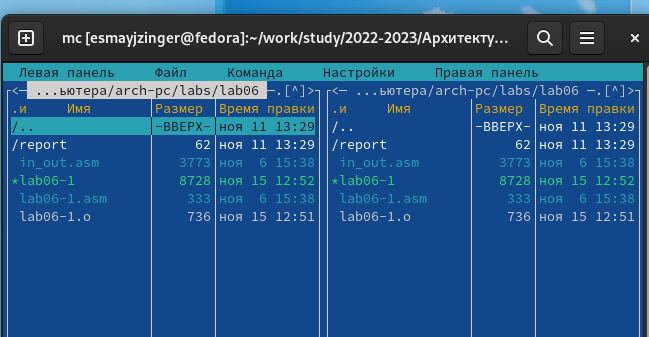 mc [esmayjzinger@fedora]:~/work/study/2022-2023/Архитекту...
Левая панель Файл Команда Настройки Правая панель
<─ ...ьютера/arch-pc/labs/lab06 ─.[^]> <─ ...ьютера/arch-pc/labs/lab06 ─.[^]>
.и Имя Размер Время правки .и Имя Размер Время правки
/.. -ВВЕРХ- ноя 11 13:29 /.. -ВВЕРХ- ноя 11 13:29
/report 62 ноя 11 13:29 /report 62 ноя 11 13:29
in_out.asm 3773 ноя 6 15:38 in_out.asm 3773 ноя 6 15:38
*lab06-1 8728 ноя 15 12:52 *lab06-1 8728 ноя 15 12:52
lab06-1.asm 333 ноя 6 15:38 lab06-1.asm 333 ноя 6 15:38
lab06-1.o 736 ноя 15 12:51 lab06-1.o 736 ноя 15 12:51